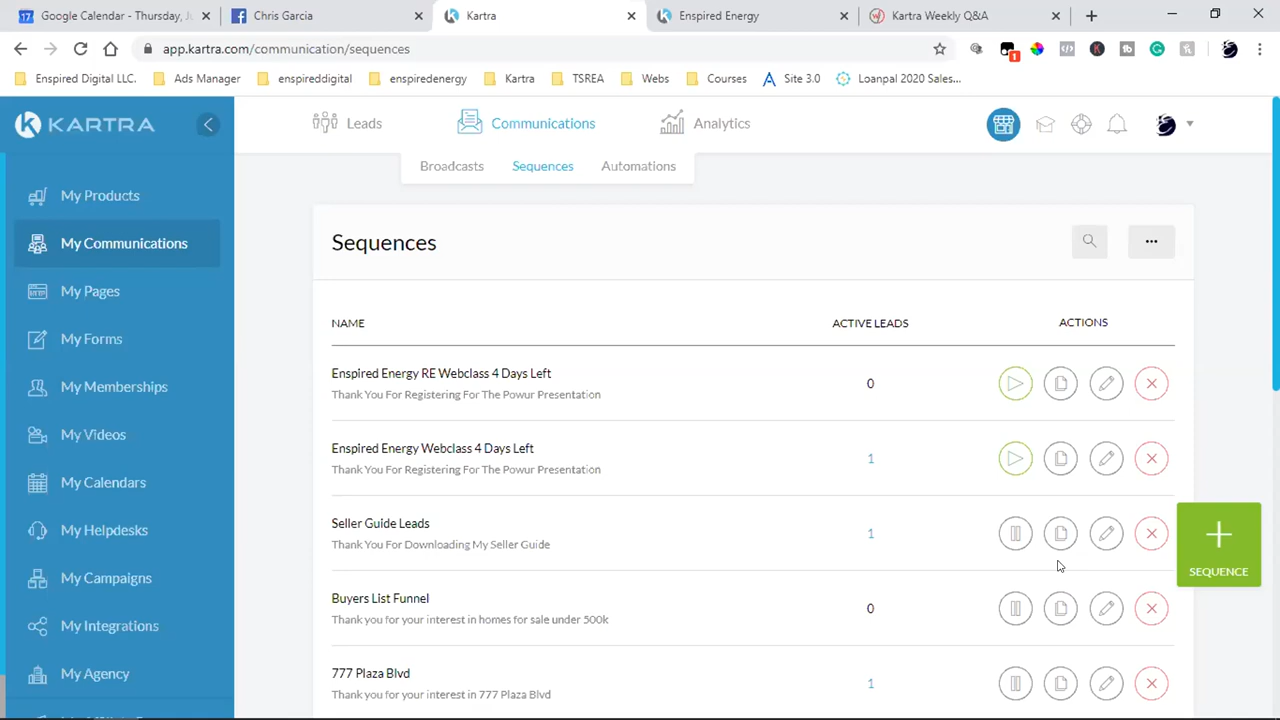 Google Calendar - Thursday, J
Chris Garcia
Kartra
Enspired Energy
Kartra Weekly Q&A
app.kartra.com/communication/sequences
1
Enspired Digital LLC.
Ads Manager
enspireddigital
enspiredenergy
Kartra
TSREA
Webs
Courses
Site 3.0
Loanpal 2020 Sales...
KARTRA
Leads
Communications
Analytics
Broadcasts
Sequences
Automations
My Products
My Communications
My Pages
My Forms
My Memberships
My Videos
My Calendars
My Helpdesks
My Campaigns
My Integrations
My Agency
Sequences
NAME
ACTIVE LEADS
ACTIONS
Enspired Energy RE Webclass 4 Days Left
Thank You For Registering For The Powur Presentation
0
Enspired Energy Webclass 4 Days Left
Thank You For Registering For The Powur Presentation
1
Seller Guide Leads
Thank You For Downloading My Seller Guide
1
Buyers List Funnel
Thank you for your interest in homes for sale under 500k
0
777 Plaza Blvd
Thank you for your interest in 777 Plaza Blvd
1
SEQUENCE